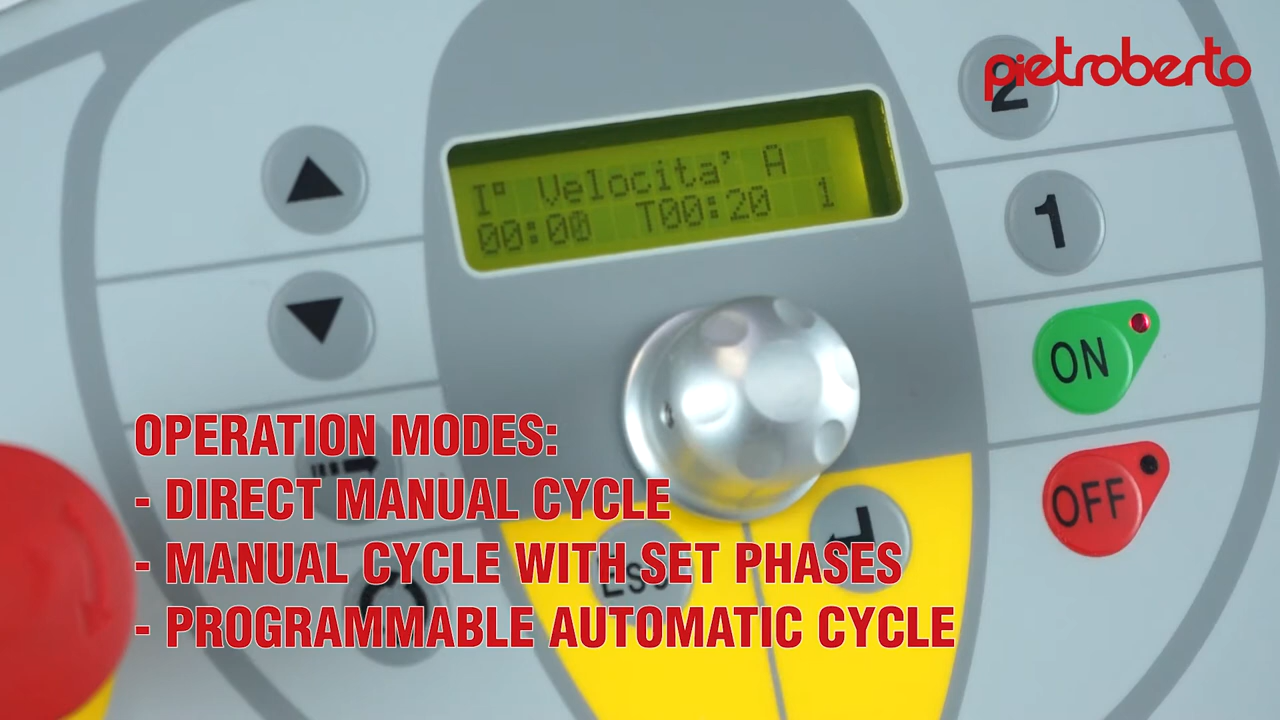 pietroberto
2
I° Velocita' A
00:00 T00:20 1
1
ON
OFF
ESC
OPERATION MODES:
- DIRECT MANUAL CYCLE
- MANUAL CYCLE WITH SET PHASES
- PROGRAMMABLE AUTOMATIC CYCLE